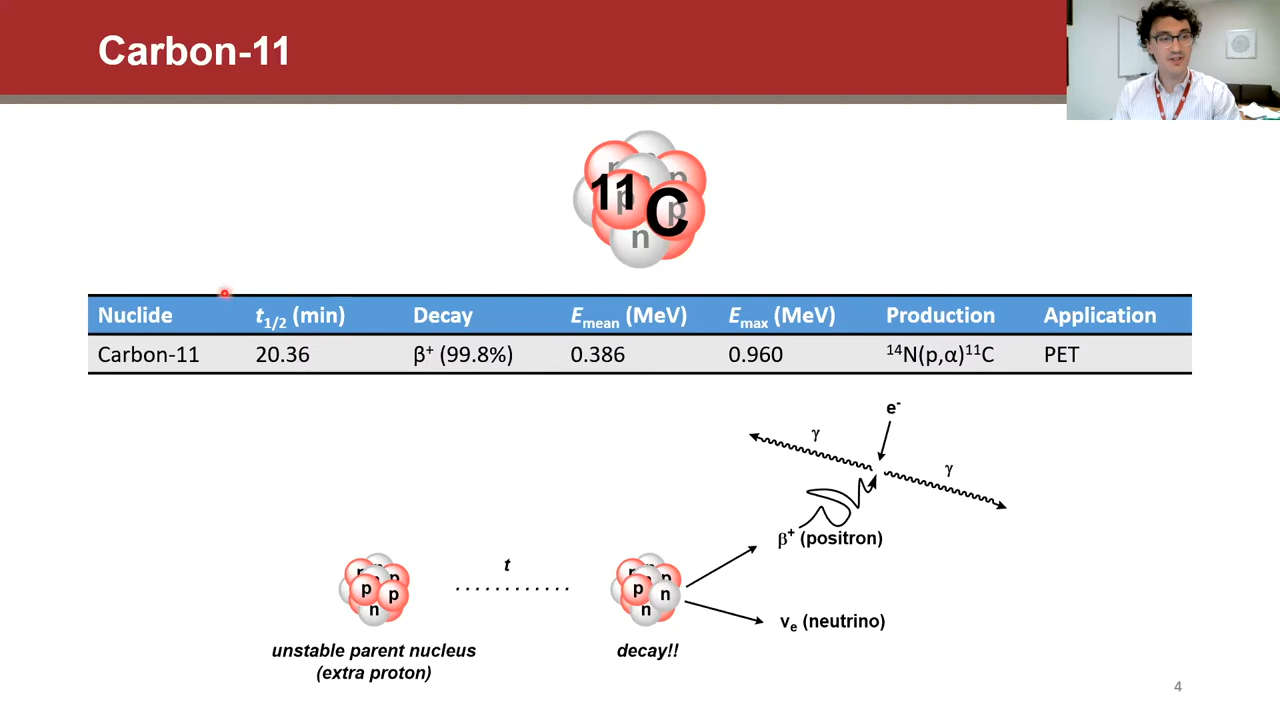 Carbon-11
11
C
n
Nuclide t1/2 (min) Decay Emean (MeV) Emax (MeV) Production Application
Carbon-11 20.36 β+ (99.8%) 0.386 0.960 14N(p,α)11C PET
e-
γ
γ
β+ (positron)
t
p p n
p n n
νe (neutrino)
unstable parent nucleus
(extra proton)
decay!!
4